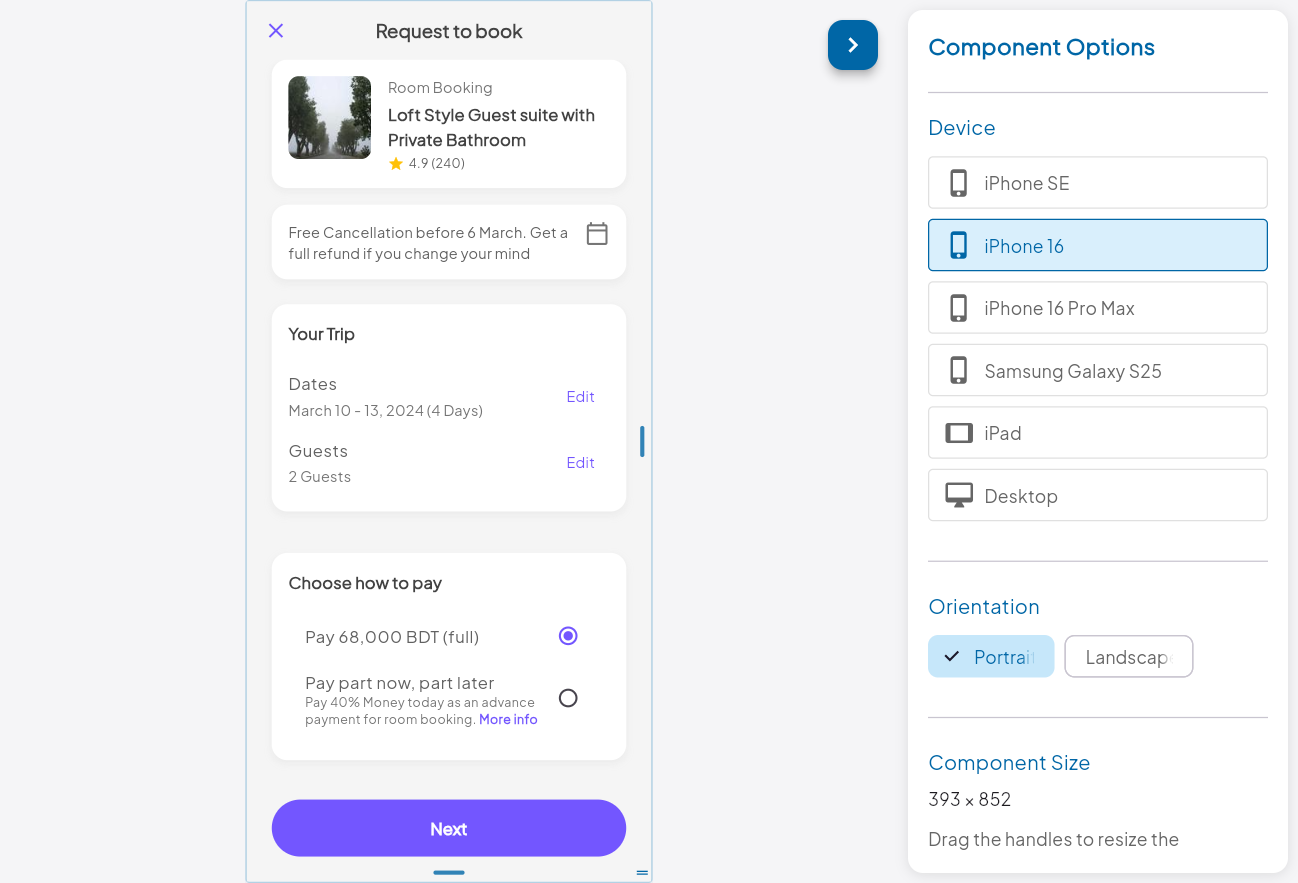 Request to book
Room Booking
Loft Style Guest suite with
Private Bathroom
4.9 (240)
Free Cancellation before 6 March. Get a
full refund if you change your mind
Your Trip
Dates
March 10 - 13, 2024 (4 Days)
Edit
Guests
2 Guests
Edit
Choose how to pay
Pay 68,000 BDT (full)
Pay part now, part later
Pay 40% Money today as an advance
payment for room booking. More info
Next
Component Options
Device
iPhone SE
iPhone 16
iPhone 16 Pro Max
Samsung Galaxy S25
iPad
Desktop
Orientation
Portrait
Landscape
Component Size
393 × 852
Drag the handles to resize the